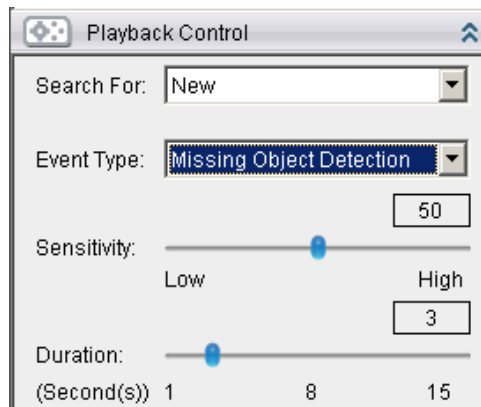 Playback Control
Search For: New
Event Type: Missing Object Detection
50
Sensitivity:
Low High
3
Duration:
(Second(s)) 1 8 15